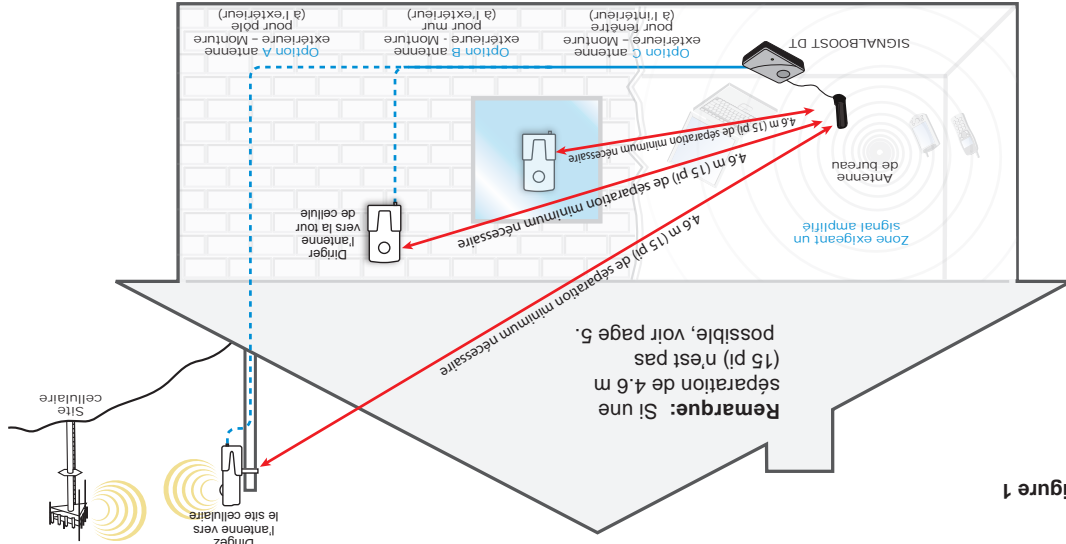 igure 1
Dirigez
l'antenne vers
le site cellulaire
Site
cellulaire
Remarque: Si une
séparation de 4.6 m
(15 pi) n'est pas
possible, voir page 5.
4.6 m (15 pi) de séparation minimum nécessaire
4.6 m (15 pi) de séparation minimum nécessaire
4.6 m (15 pi) de séparation minimum nécessaire
Zone exigeant un
signal amplifié
Antenne
de bureau
Diriger
l'antenne
vers la tour
de cellule
SIGNALBOOST DT
Option C antenne
extérieure – Monture
pour fenêtre
(à l'intérieur)
Option B antenne
extérieure - Monture
pour mur
(à l'extérieur)
Option A antenne
extérieure – Monture
pour pôle
(à l'extérieur)